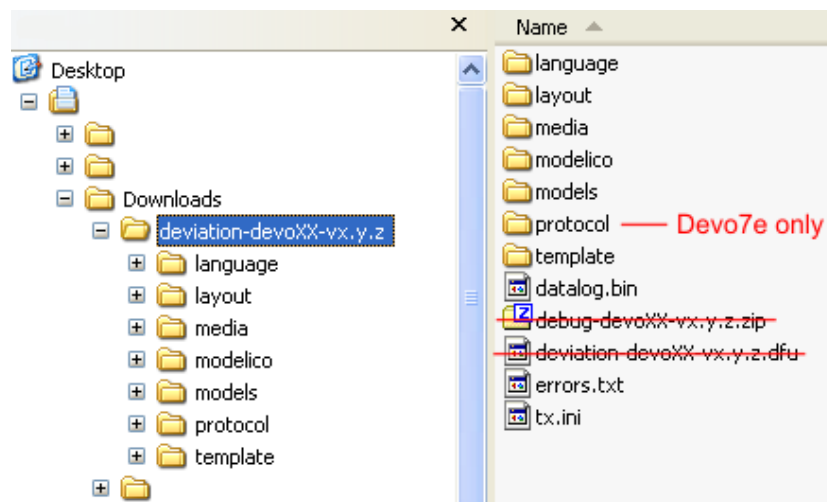 Desktop
Downloads
deviation-devoXX-vx.y.z
language
layout
media
modelico
models
protocol
template
Name
language
layout
media
modelico
models
protocol Devo7e only
template
datalog.bin
debug-devoXX-vx.y.z.zip
deviation-devoXX-vx.y.z.dfu
errors.txt
tx.ini